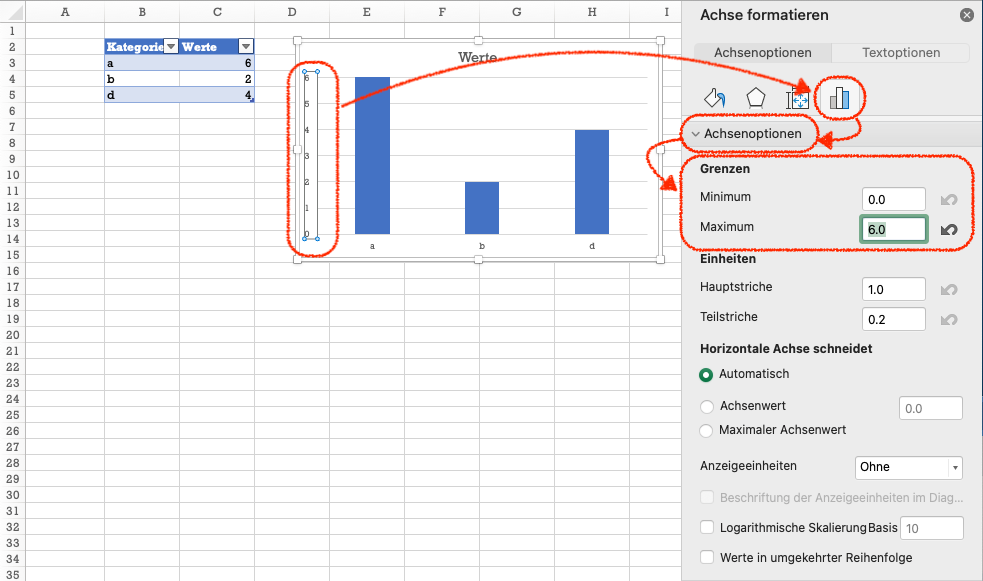 A B C D E F G H I
Achse formatieren
Achsenoptionen Textoptionen
1
2 Kategorie Werte
3 a 6
4 b 2
5 d 4
6
7
8
9
10
11
12
13
14
15
16
17
18
19
20
21
22
23
24
25
26
27
28
29
30
31
32
33
34
35
Werte
6
5
4
3
2
1
0
a b d
Achsenoptionen
Grenzen
Minimum 0.0
Maximum 6.0
Einheiten
Hauptstriche 1.0
Teilstriche 0.2
Horizontale Achse schneidet
Automatisch
Achsenwert 0.0
Maximaler Achsenwert
Anzeigeeinheiten Ohne
Beschriftung der Anzeigeeinheiten im Diag...
Logarithmische Skalierung Basis 10
Werte in umgekehrter Reihenfolge